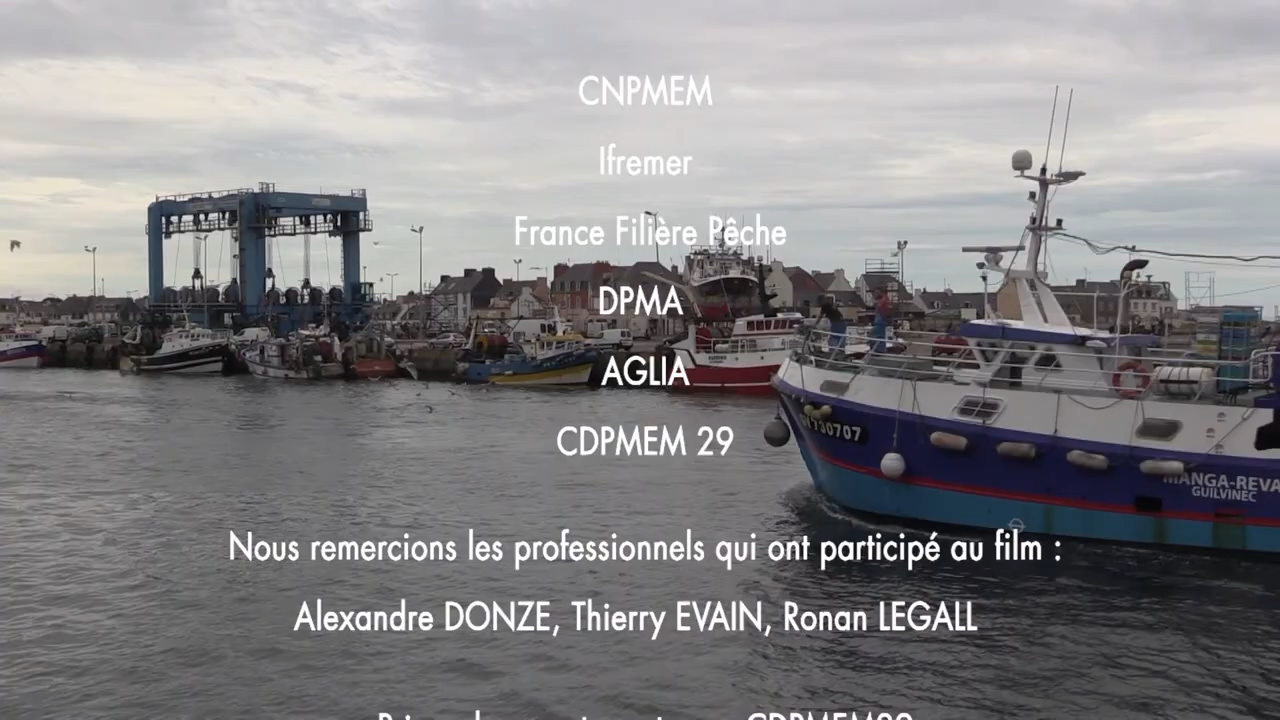 CNPMEM
Ifremer
France Filière Pêche
DPMA
AGLIA
CDPMEM 29
730707
MANGA-REVA
GUILVINEC
Nous remercions les professionnels qui ont participé au film :
Alexandre DONZE, Thierry EVAIN, Ronan LEGALL